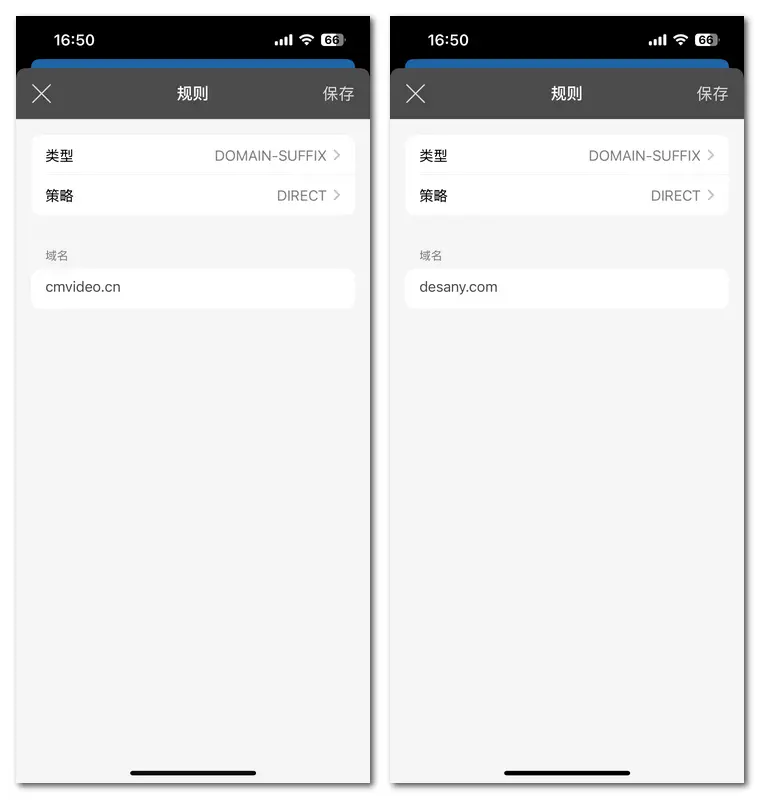 16:50
66
规则
保存
类型
DOMAIN-SUFFIX
策略
DIRECT
域名
cmvideo.cn
16:50
66
规则
保存
类型
DOMAIN-SUFFIX
策略
DIRECT
域名
desany.com